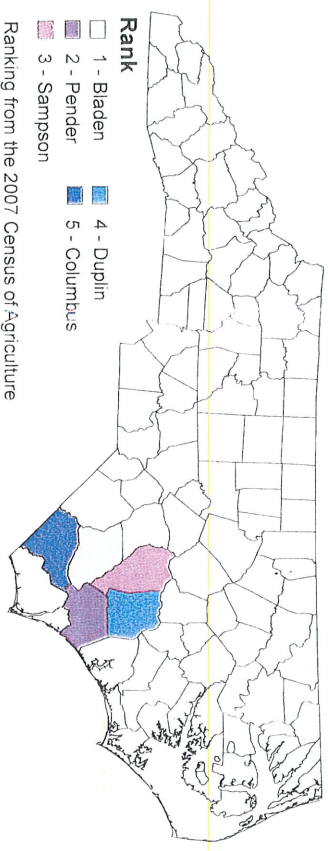 Rank
1 - Bladen
2 - Pender
3 - Sampson
4 - Duplin
5 - Columbus
Ranking from the 2007 Census of Agriculture